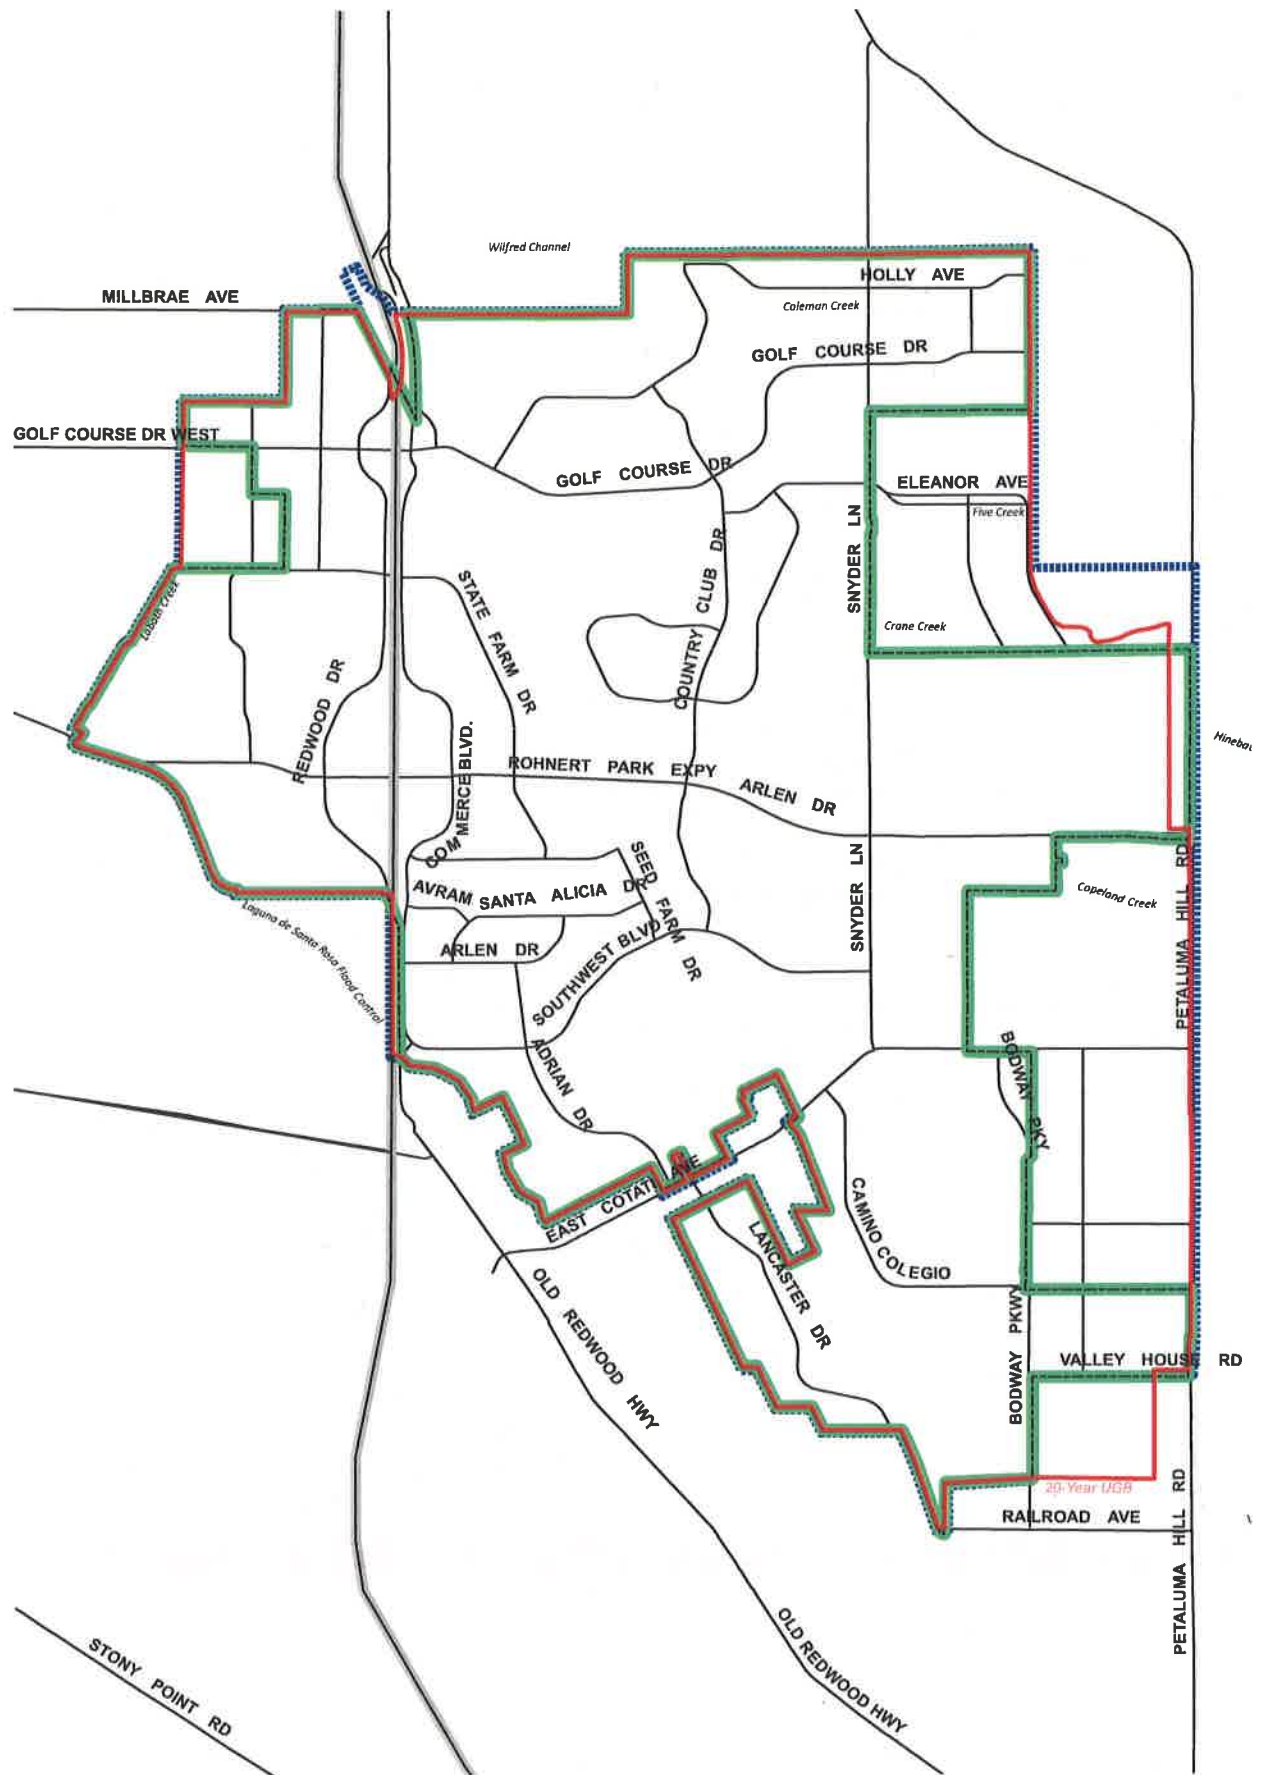 Wilfred Channel
HOLLY AVE
MILLBRAE AVE
Coleman Creek
GOLF COURSE DR
GOLF COURSE DR WEST
GOLF COURSE DR
ELEANOR AVE
Five Creek
SNYDER LN
CLUB DR
COUNTRY
STATE FARM DR
Crane Creek
Creek
REDWOOD DR
COMMERCE BLVD.
ROHNERT PARK EXPY
ARLEN DR
SEED FARM DR
SNYDER LN
PETALUMA HILL RD
AVRAM
SANTA ALICIA DR
Copeland Creek
Laguna de Santa Rosa Flood Control
ARLEN DR
SOUTHWEST BLVD
ADRIAN DR
BODWAY PKY
EAST COTATI AVE
CAMINO COLEGIO
LANCASTER DR
OLD REDWOOD HWY
BODWAY PKWY
VALLEY HOUSE RD
20-Year UGB
RAILROAD AVE
PETALUMA HILL RD
OLD REDWOOD HWY
STONY POINT RD